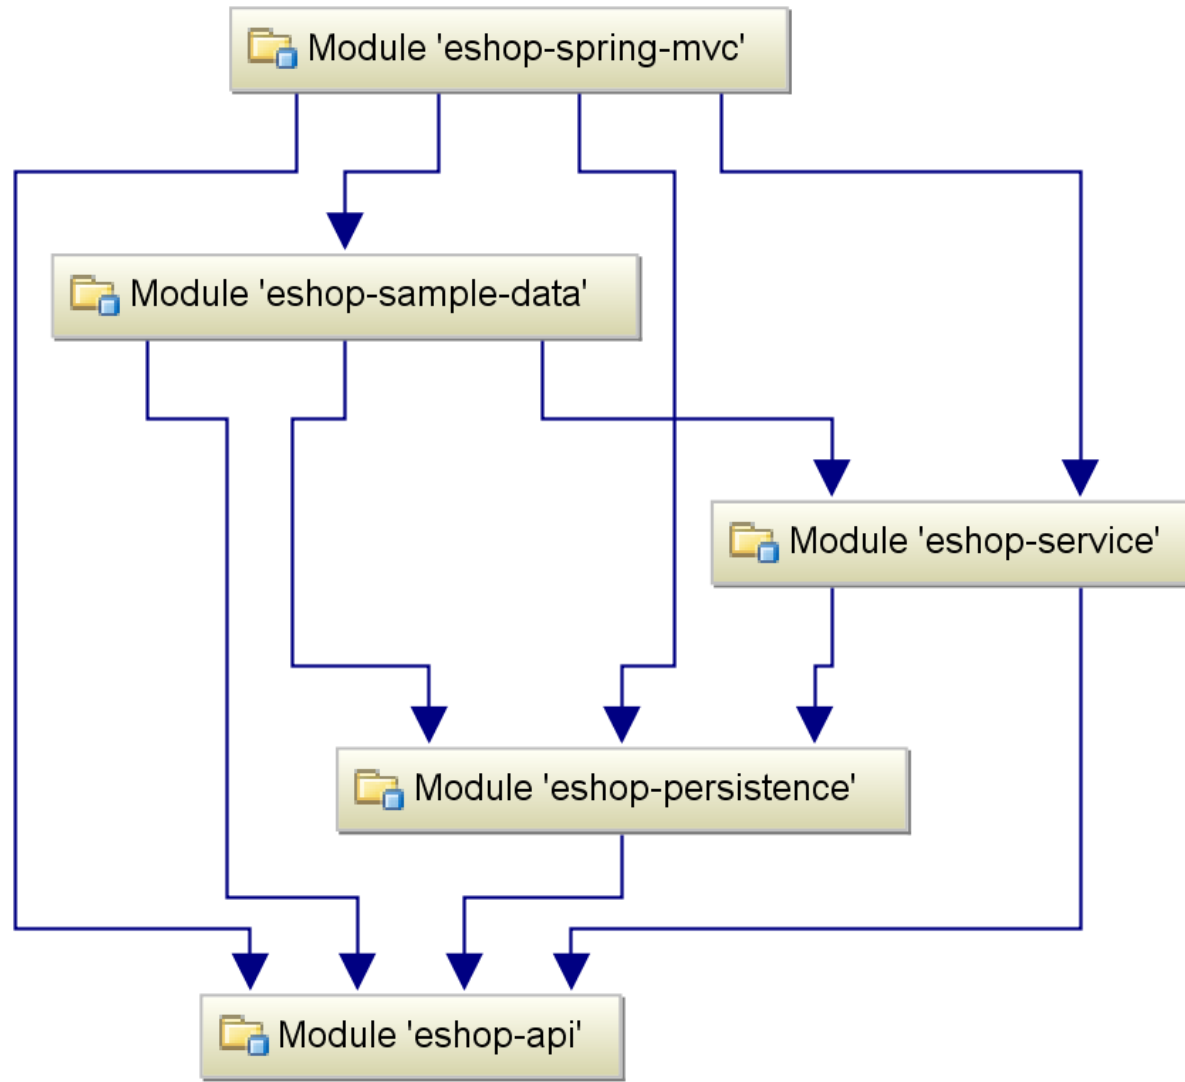 Module 'eshop-spring-mvc'
Module 'eshop-sample-data'
Module 'eshop-service'
Module 'eshop-persistence'
Module 'eshop-api'